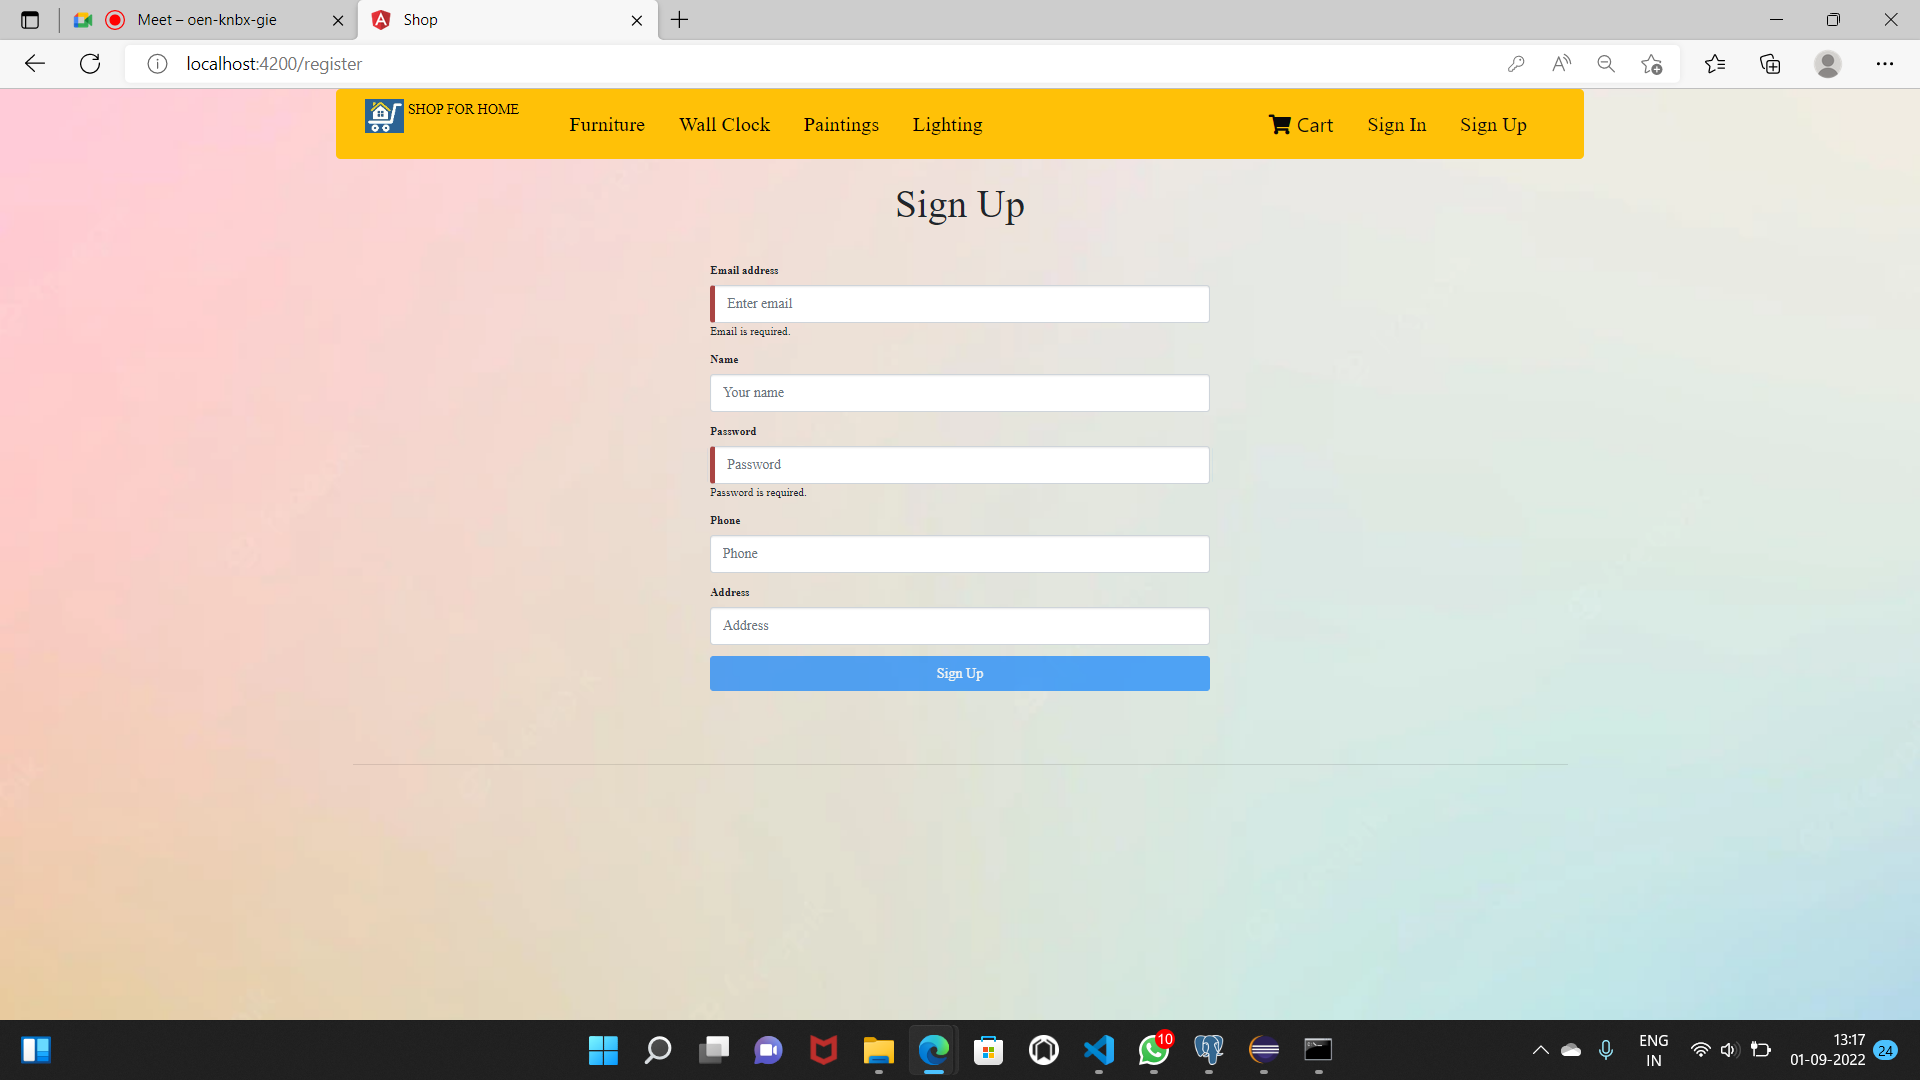 Meet – oen-knbx-gie
Shop
localhost:4200/register
SHOP FOR HOME
Furniture
Wall Clock
Paintings
Lighting
Cart
Sign In
Sign Up
Sign Up
Email address
Enter email
Email is required.
Name
Your name
Password
Password
Password is required.
Phone
Phone
Address
Address
Sign Up
10
ENG
IN
13:17
01-09-2022
24